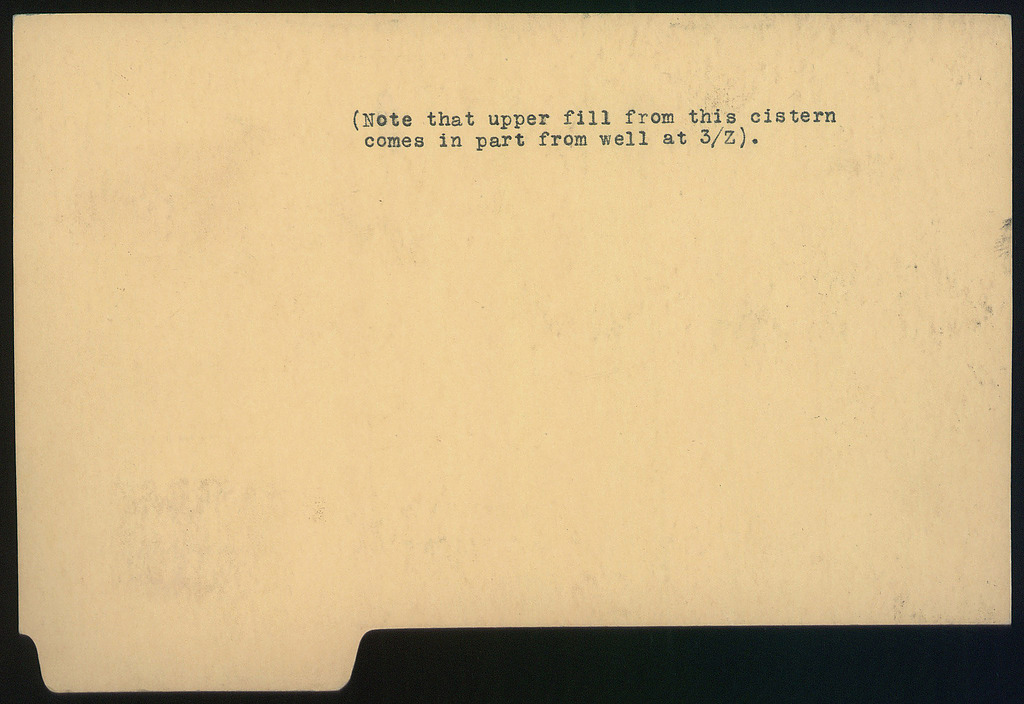 (Note that upper fill from this cistern
comes in part from well at 3/Z).